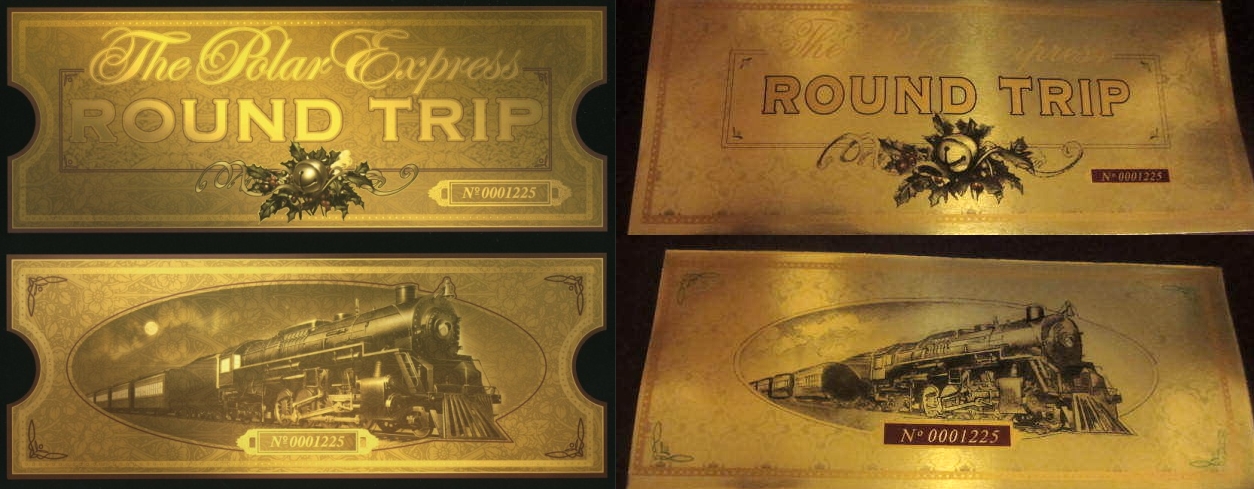 The Polar Express
ROUND TRIP
Nº 0001225
Nº 0001225
The Polar Express
ROUND TRIP
Nº 0001225
Nº 0001225